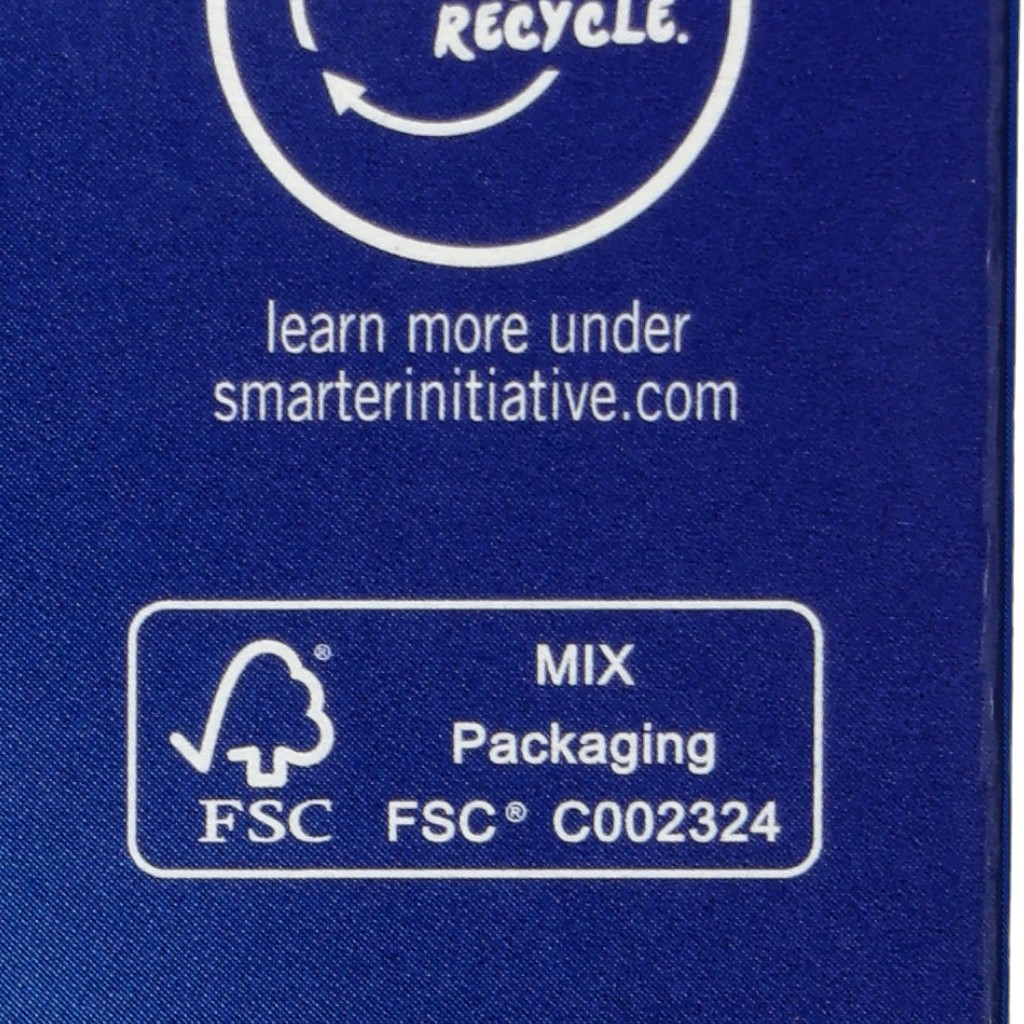 RECYCLE.
learn more under
smarterinitiative.com
®
MIX
Packaging
FSC
FSC® C002324